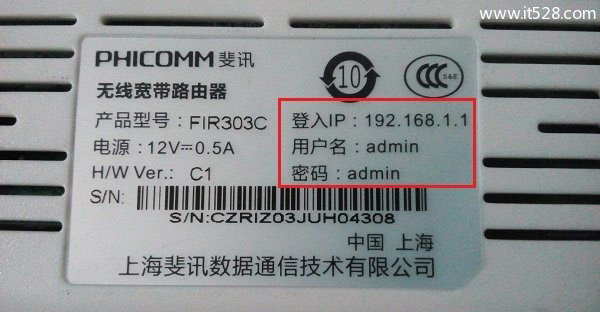 www.it528.com
PHICOMM 斐讯
10
CCC S&E
无线宽带路由器
产品型号：FIR303C
登入IP：192.168.1.1
电源：12V⎓0.5A
用户名：admin
H/W Ver.： C1
密码：admin
S/N:
S/N:CZRIZ03JUH04308
中国 上海
上海斐讯数据通信技术有限公司